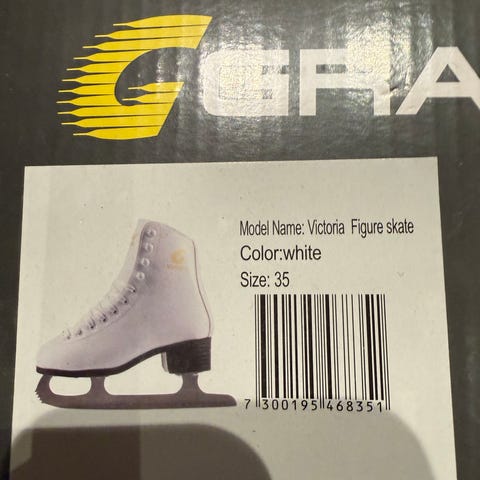 GRA
Model Name: Victoria Figure skate
Color:white
Size: 35
7 300195 468351